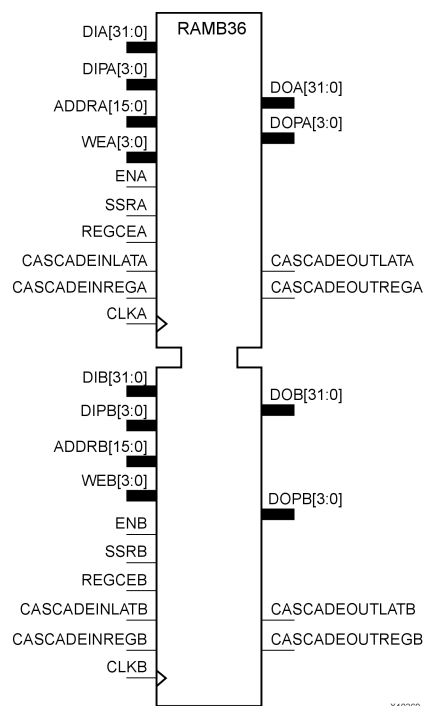 RAMB36
DIA[31:0]
DIPA[3:0]
ADDRA[15:0]
WEA[3:0]
ENA
SSRA
REGCEA
CASCADEINLATA
CASCADEINREGA
CLKA
DOA[31:0]
DOPA[3:0]
CASCADEOUTLATA
CASCADEOUTREGA
DIB[31:0]
DIPB[3:0]
ADDRB[15:0]
WEB[3:0]
ENB
SSRB
REGCEB
CASCADEINLATB
CASCADEINREGB
CLKB
DOB[31:0]
DOPB[3:0]
CASCADEOUTLATB
CASCADEOUTREGB